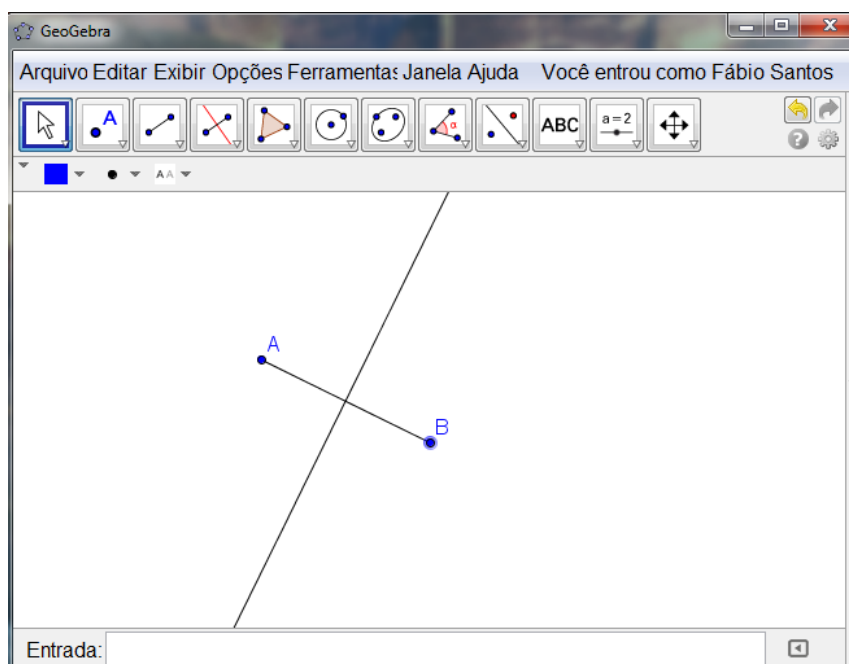 GeoGebra
Arquivo Editar Exibir Opções Ferramentas Janela Ajuda Você entrou como Fábio Santos
A α ABC a = 2
A A
A
B
Entrada: